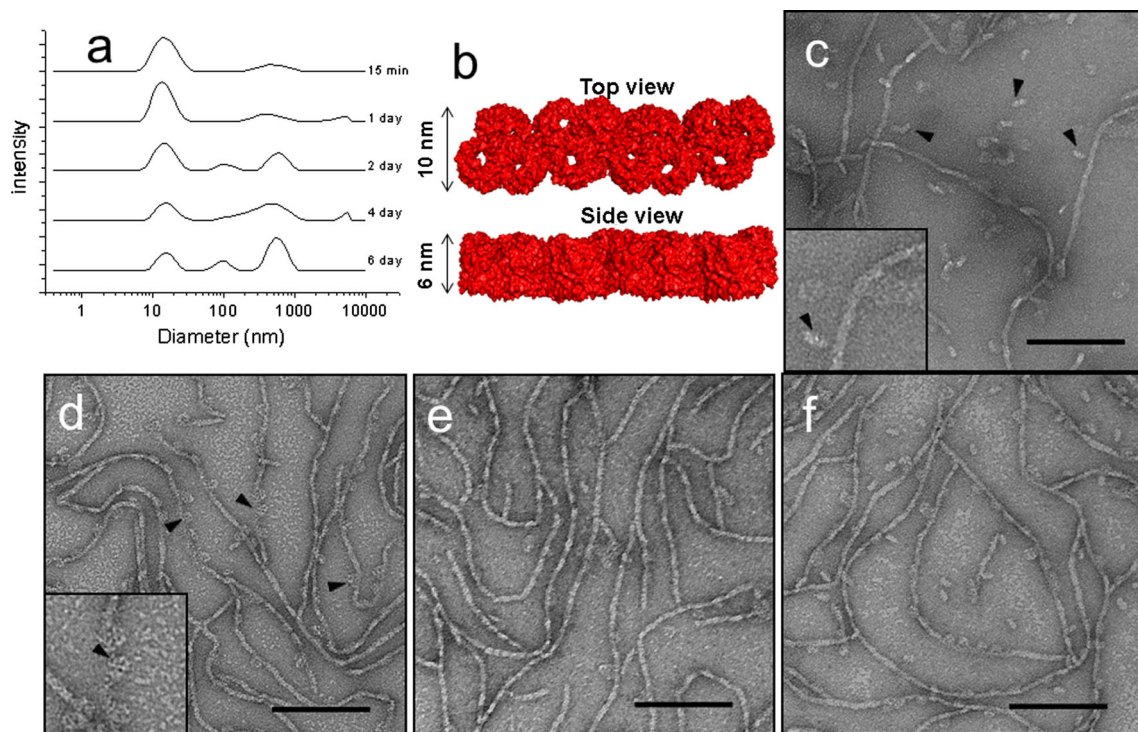 a
intensity
15 min
1 day
2 day
4 day
6 day
1 10 100 1000 10000
Diameter (nm)
b
Top view
10 nm
Side view
6 nm
c
d
e
f